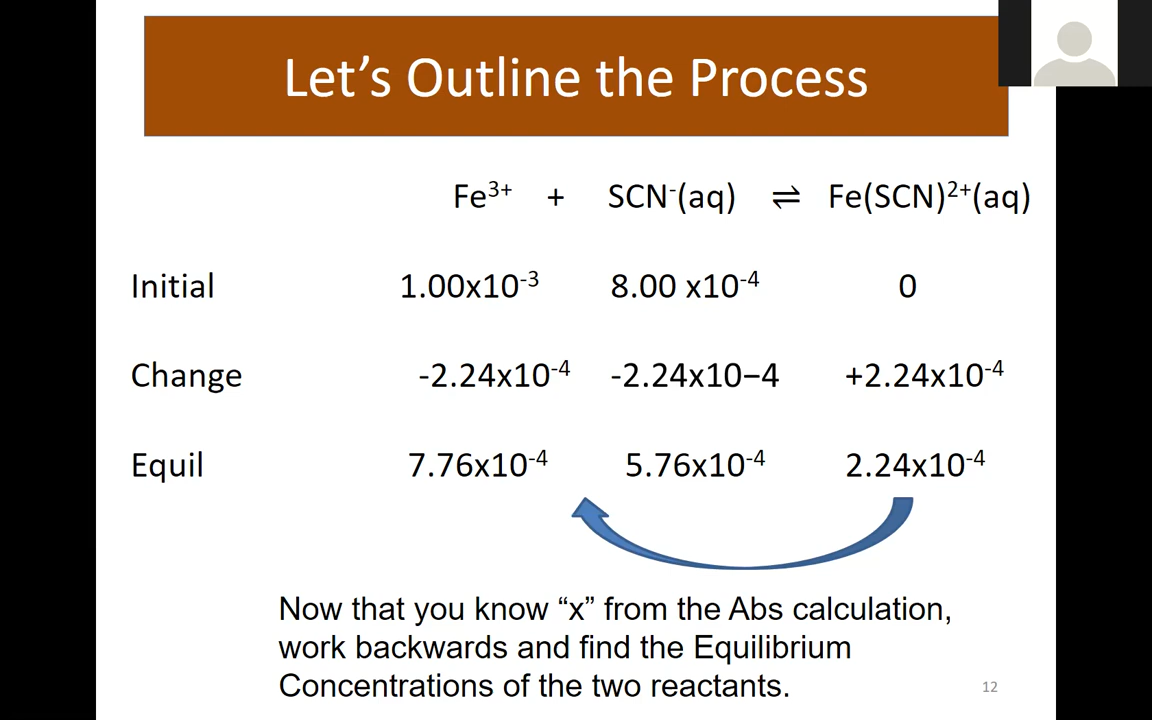 Let’s Outline the Process
Fe³⁺ + SCN⁻(aq) ⇌ Fe(SCN)²⁺(aq)
Initial 1.00x10⁻³ 8.00 x10⁻⁴ 0
Change -2.24x10⁻⁴ -2.24x10−4 +2.24x10⁻⁴
Equil 7.76x10⁻⁴ 5.76x10⁻⁴ 2.24x10⁻⁴
Now that you know “x” from the Abs calculation,
work backwards and find the Equilibrium
Concentrations of the two reactants.
12